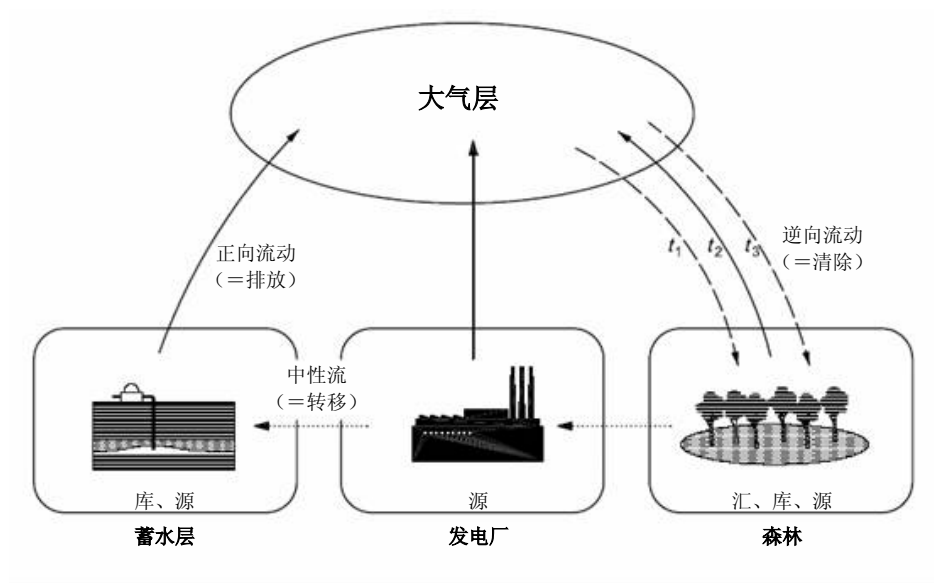 大气层
正向流动
（＝排放）
t1
t2
t3
逆向流动
（＝清除）
中性流
（＝转移）
库、源
源
汇、库、源
蓄水层
发电厂
森林